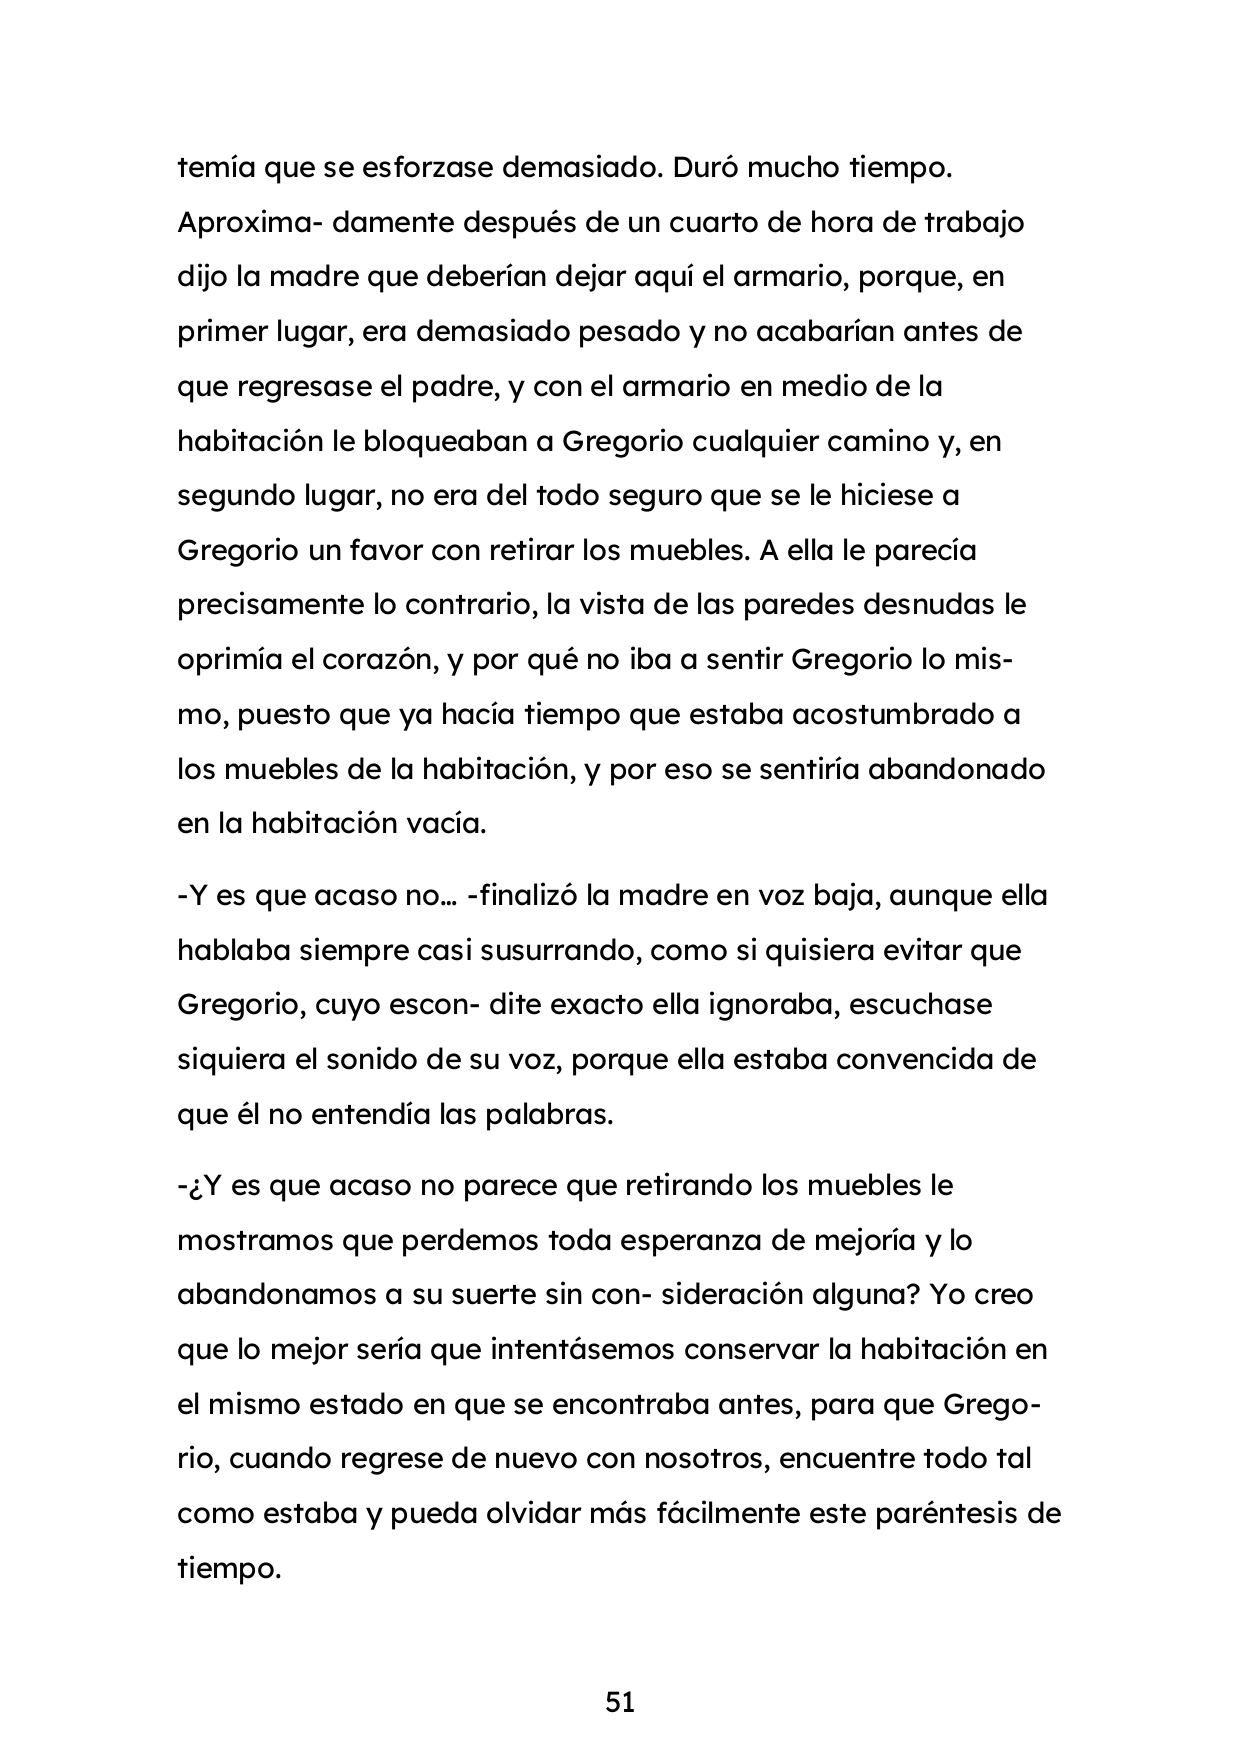 temía que se esforzase demasiado. Duró mucho tiempo.
Aproxima- damente después de un cuarto de hora de trabajo
dijo la madre que deberían dejar aquí el armario, porque, en
primer lugar, era demasiado pesado y no acabarían antes de
que regresase el padre, y con el armario en medio de la
habitación le bloqueaban a Gregorio cualquier camino y, en
segundo lugar, no era del todo seguro que se le hiciese a
Gregorio un favor con retirar los muebles. A ella le parecía
precisamente lo contrario, la vista de las paredes desnudas le
oprimía el corazón, y por qué no iba a sentir Gregorio lo mis-
mo, puesto que ya hacía tiempo que estaba acostumbrado a
los muebles de la habitación, y por eso se sentiría abandonado
en la habitación vacía.
-Y es que acaso no... -finalizó la madre en voz baja, aunque ella
hablaba siempre casi susurrando, como si quisiera evitar que
Gregorio, cuyo escon- dite exacto ella ignoraba, escuchase
siquiera el sonido de su voz, porque ella estaba convencida de
que él no entendía las palabras.
-¿Y es que acaso no parece que retirando los muebles le
mostramos que perdemos toda esperanza de mejoría y lo
abandonamos a su suerte sin con- sideración alguna? Yo creo
que lo mejor sería que intentásemos conservar la habitación en
el mismo estado en que se encontraba antes, para que Grego-
rio, cuando regrese de nuevo con nosotros, encuentre todo tal
como estaba y pueda olvidar más fácilmente este paréntesis de
tiempo.
51